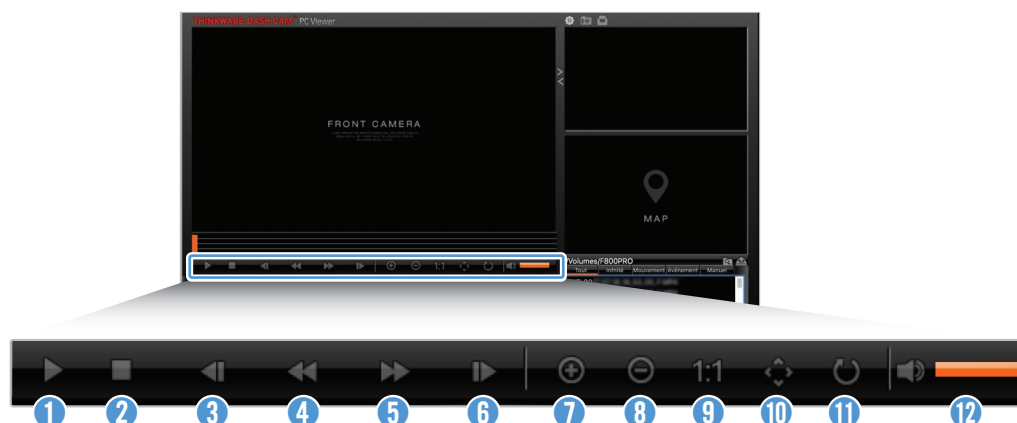 THINKWARE DASH CAM PC Viewer
FRONT CAMERA
MAP
1:1
/Volumes/F800PRO
Tout Infinité Mouvement événement Manuel
1:1
1 2 3 4 5 6 7 8 9 10 11 12